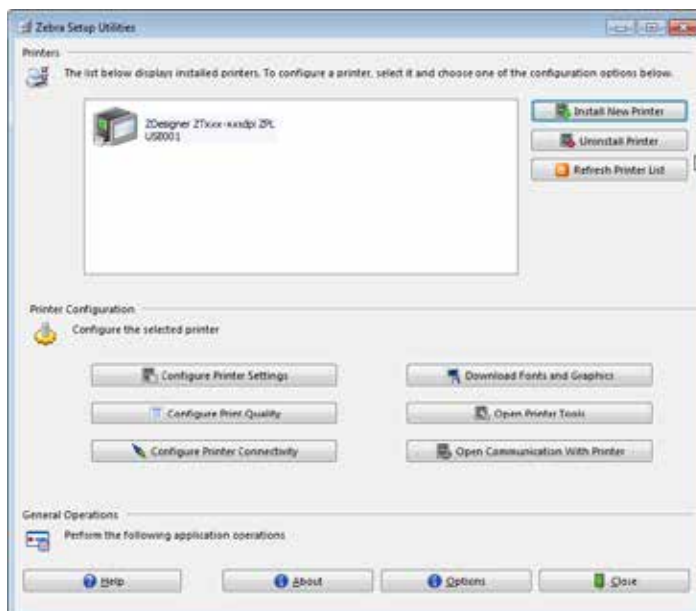 Zebra Setup Utilities
Printers
The list below displays installed printers. To configure a printer, select it and choose one of the configuration options below.
ZDesigner ZTxxx-xxxdpi ZPL
USB001
Install New Printer
Uninstall Printer
Refresh Printer List
Printer Configuration
Configure the selected printer
Configure Printer Settings
Download Fonts and Graphics
Configure Print Quality
Open Printer Tools
Configure Printer Connectivity
Open Communication With Printer
General Operations
Perform the following application operations
Help
About
Options
Close